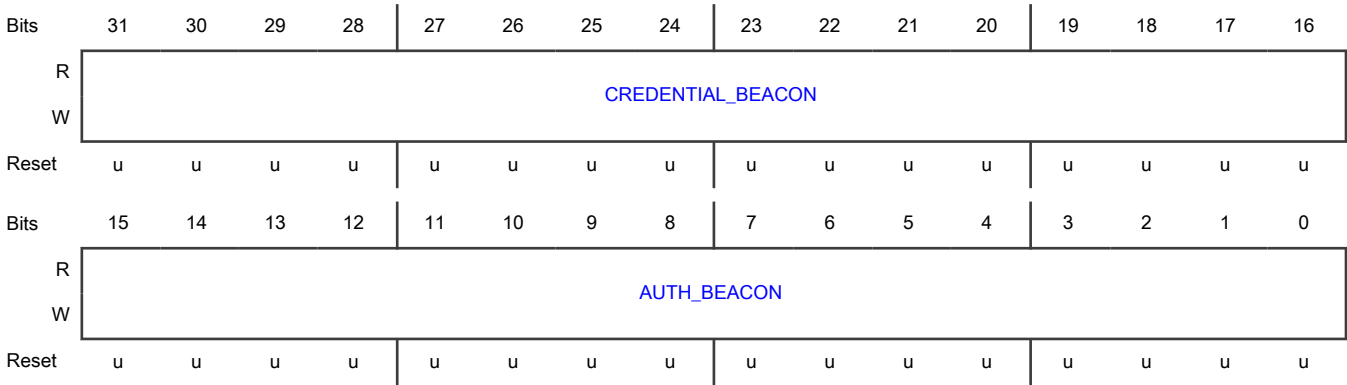 Bits 31 30 29 28 27 26 25 24 23 22 21 20 19 18 17 16
R
CREDENTIAL_BEACON
W
Reset u u u u u u u u u u u u u u u u
Bits 15 14 13 12 11 10 9 8 7 6 5 4 3 2 1 0
R
AUTH_BEACON
W
Reset u u u u u u u u u u u u u u u u